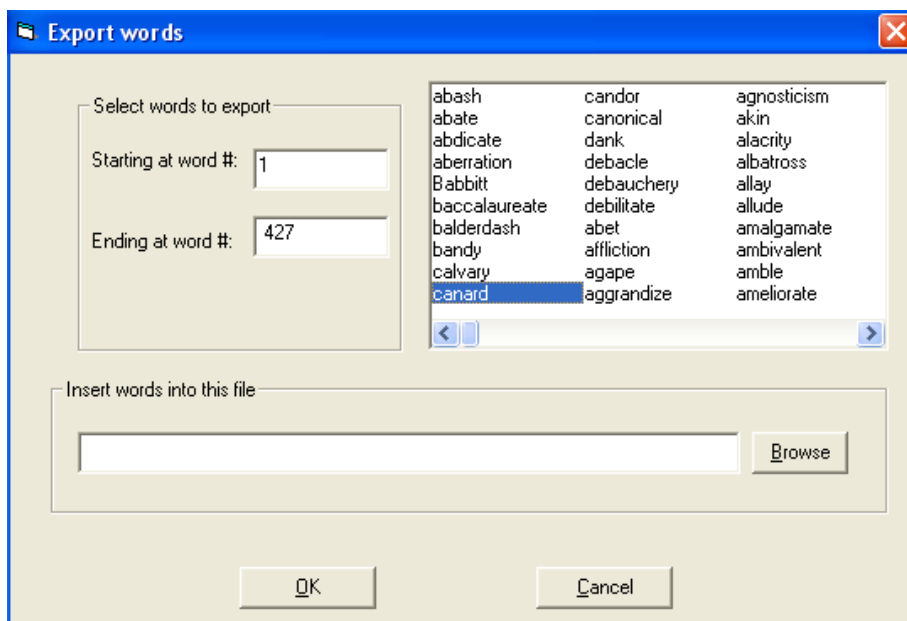 Export words
Select words to export
Starting at word #: 1
Ending at word #: 427
abash candor agnosticism
abate canonical akin
abdicate dank alacrity
aberration debacle albatross
Babbitt debauchery allay
baccalaureate debilitate allude
balderdash abet amalgamate
bandy affliction ambivalent
calvary agape amble
canard aggrandize ameliorate
Insert words into this file
Browse
OK Cancel